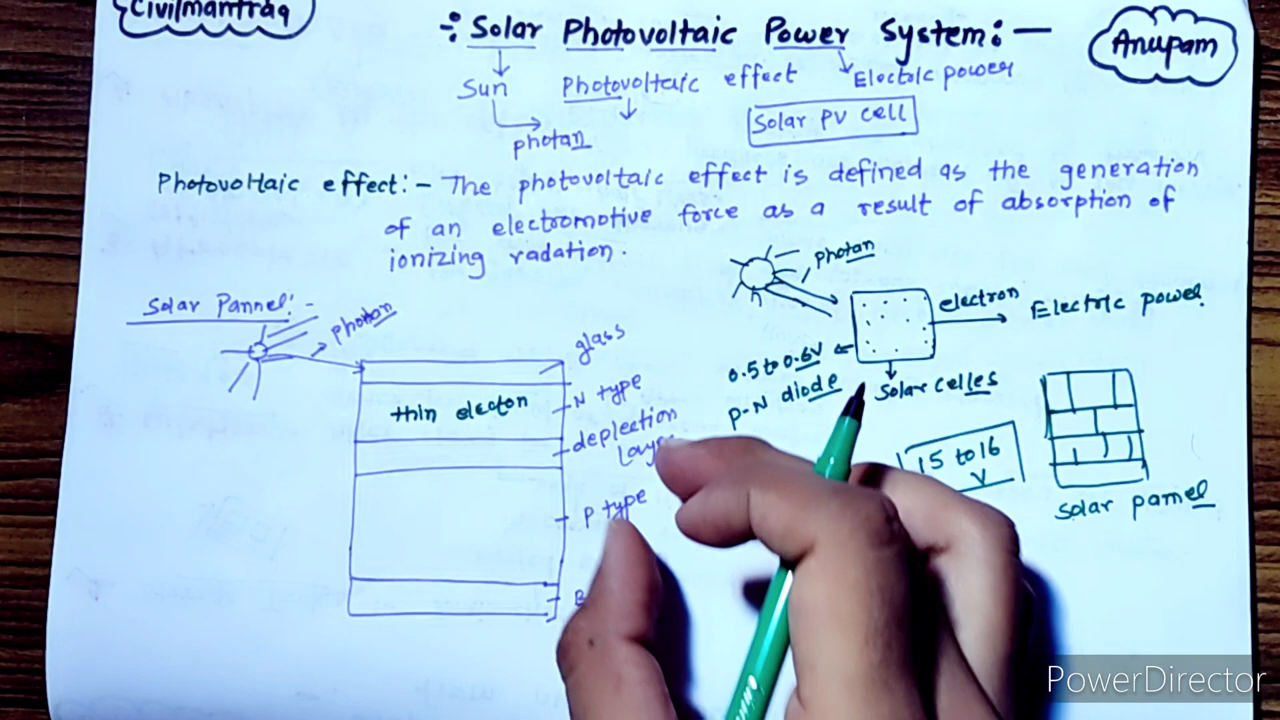 Civilmantraa
÷ Solar Photovoltaic Power System:—
Sun Photovoltaic effect Electric power
photan
Solar PV cell
Photovoltaic effect:- The photovoltaic effect is defined as the generation
of an electromotive force as a result of absorption of
ionizing radation.
Anupam
Solar Pannel:-
photon
glass
N type
thin electon
deplection
Layer
P type
B
photan
electron
Electric power.
0.5 to 0.6V
P-N diode
Solar celles
15 to 16
V
Solar pannel
PowerDirector